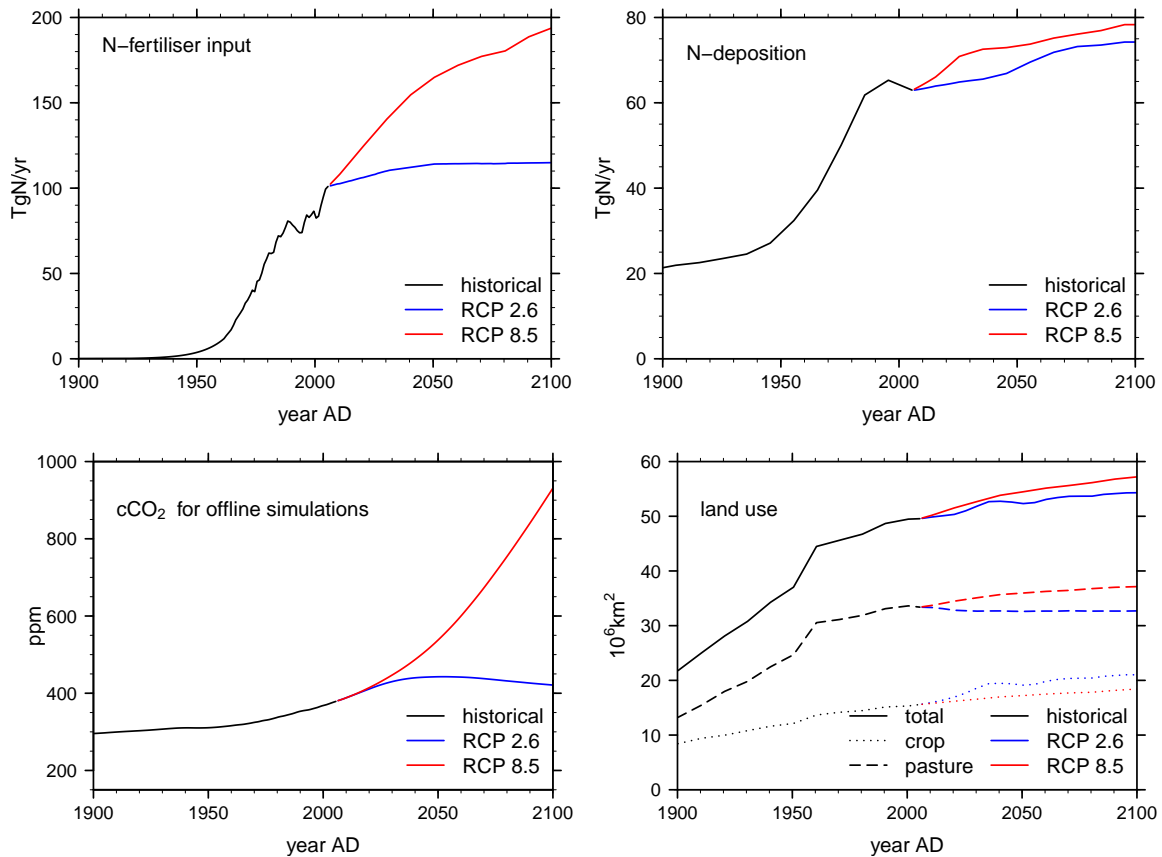 N−fertiliser input
TgN/yr
200
150
100
50
0
historical
RCP 2.6
RCP 8.5
1900 1950 2000 2050 2100
year AD
N−deposition
TgN/yr
80
60
40
20
0
historical
RCP 2.6
RCP 8.5
1900 1950 2000 2050 2100
year AD
cCO₂ for offline simulations
ppm
1000
800
600
400
200
historical
RCP 2.6
RCP 8.5
1900 1950 2000 2050 2100
year AD
land use
10⁶km²
60
50
40
30
20
10
0
total historical
crop RCP 2.6
pasture RCP 8.5
1900 1950 2000 2050 2100
year AD